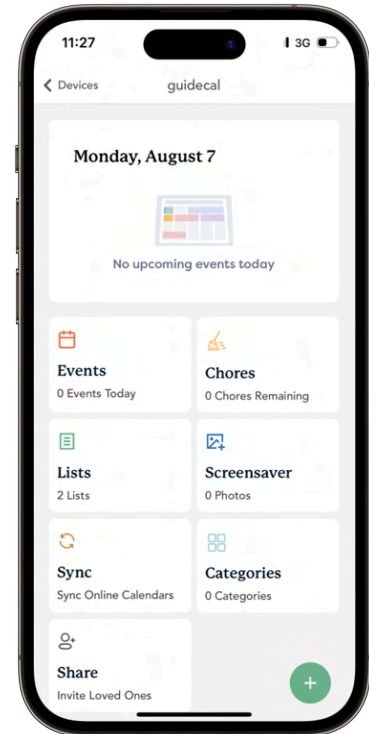 11:27
3G
Devices
guidecal
Monday, August 7
No upcoming events today
Events
0 Events Today
Chores
0 Chores Remaining
Lists
2 Lists
Screensaver
0 Photos
Sync
Sync Online Calendars
Categories
0 Categories
Share
Invite Loved Ones
+